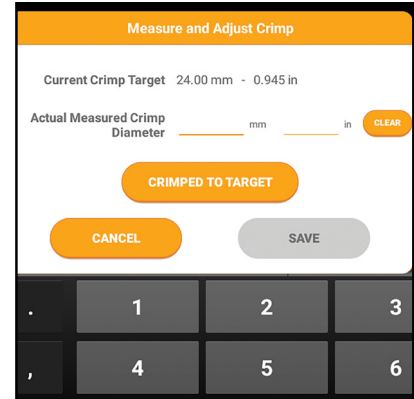 Measure and Adjust Crimp
Current Crimp Target 24.00 mm - 0.945 in
Actual Measured Crimp
Diameter mm in CLEAR
CRIMPED TO TARGET
CANCEL SAVE
. 1 2 3
, 4 5 6